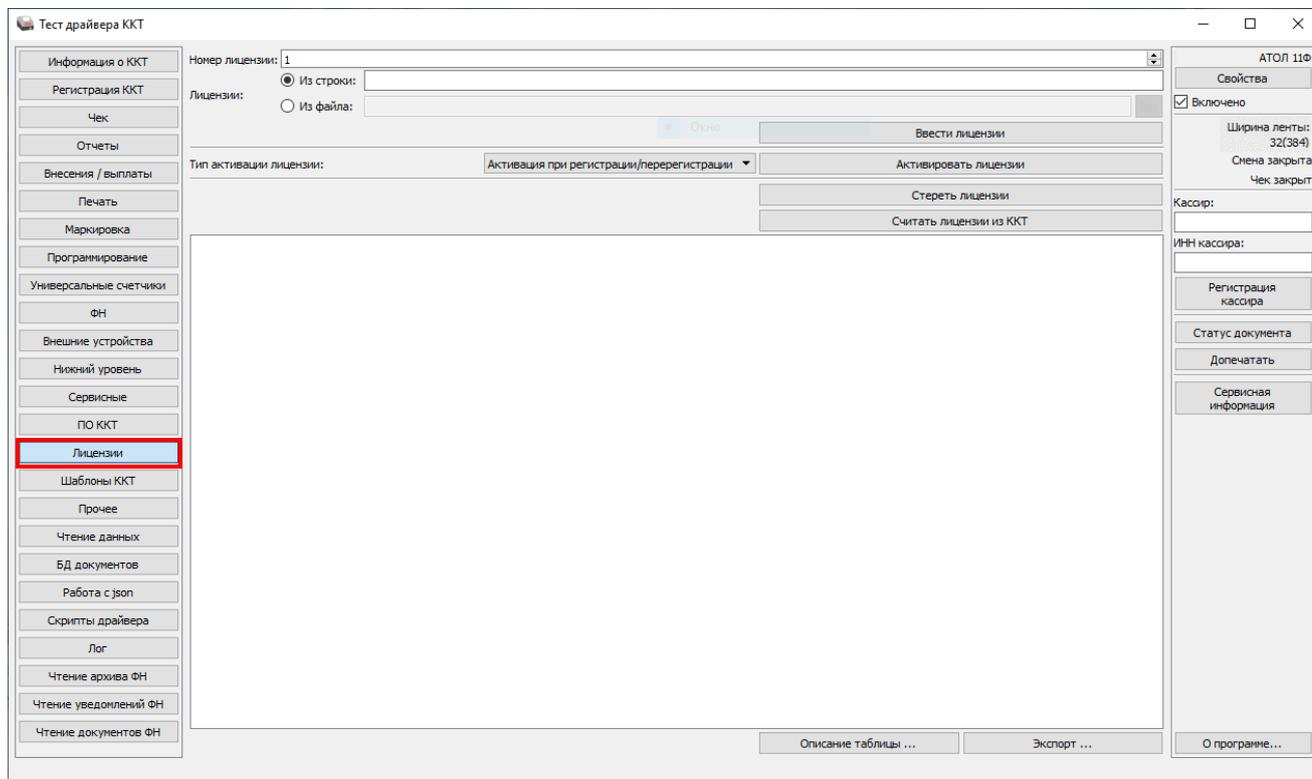 Тест драйвера ККТ
Информация о ККТ
Регистрация ККТ
Чек
Отчеты
Внесения / выплаты
Печать
Маркировка
Программирование
Универсальные счетчики
ФН
Внешние устройства
Нижний уровень
Сервисные
ПО ККТ
Лицензии
Шаблоны ККТ
Прочее
Чтение данных
БД документов
Работа с json
Скрипты драйвера
Лог
Чтение архива ФН
Чтение уведомлений ФН
Чтение документов ФН
Номер лицензии: 1
Лицензии:
Из строки:
Из файла:
Окно
Ввести лицензии
Тип активации лицензии: Активация при регистрации/перерегистрации Активировать лицензии
Стереть лицензии
Считать лицензии из ККТ
Описание таблицы ... Экспорт ...
АТОЛ 11Ф
Свойства
Включено
Ширина ленты:
32(384)
Смена закрыта
Чек закрыт
Кассир:
ИНН кассира:
Регистрация
кассира
Статус документа
Допечатать
Сервисная
информация
О программе...